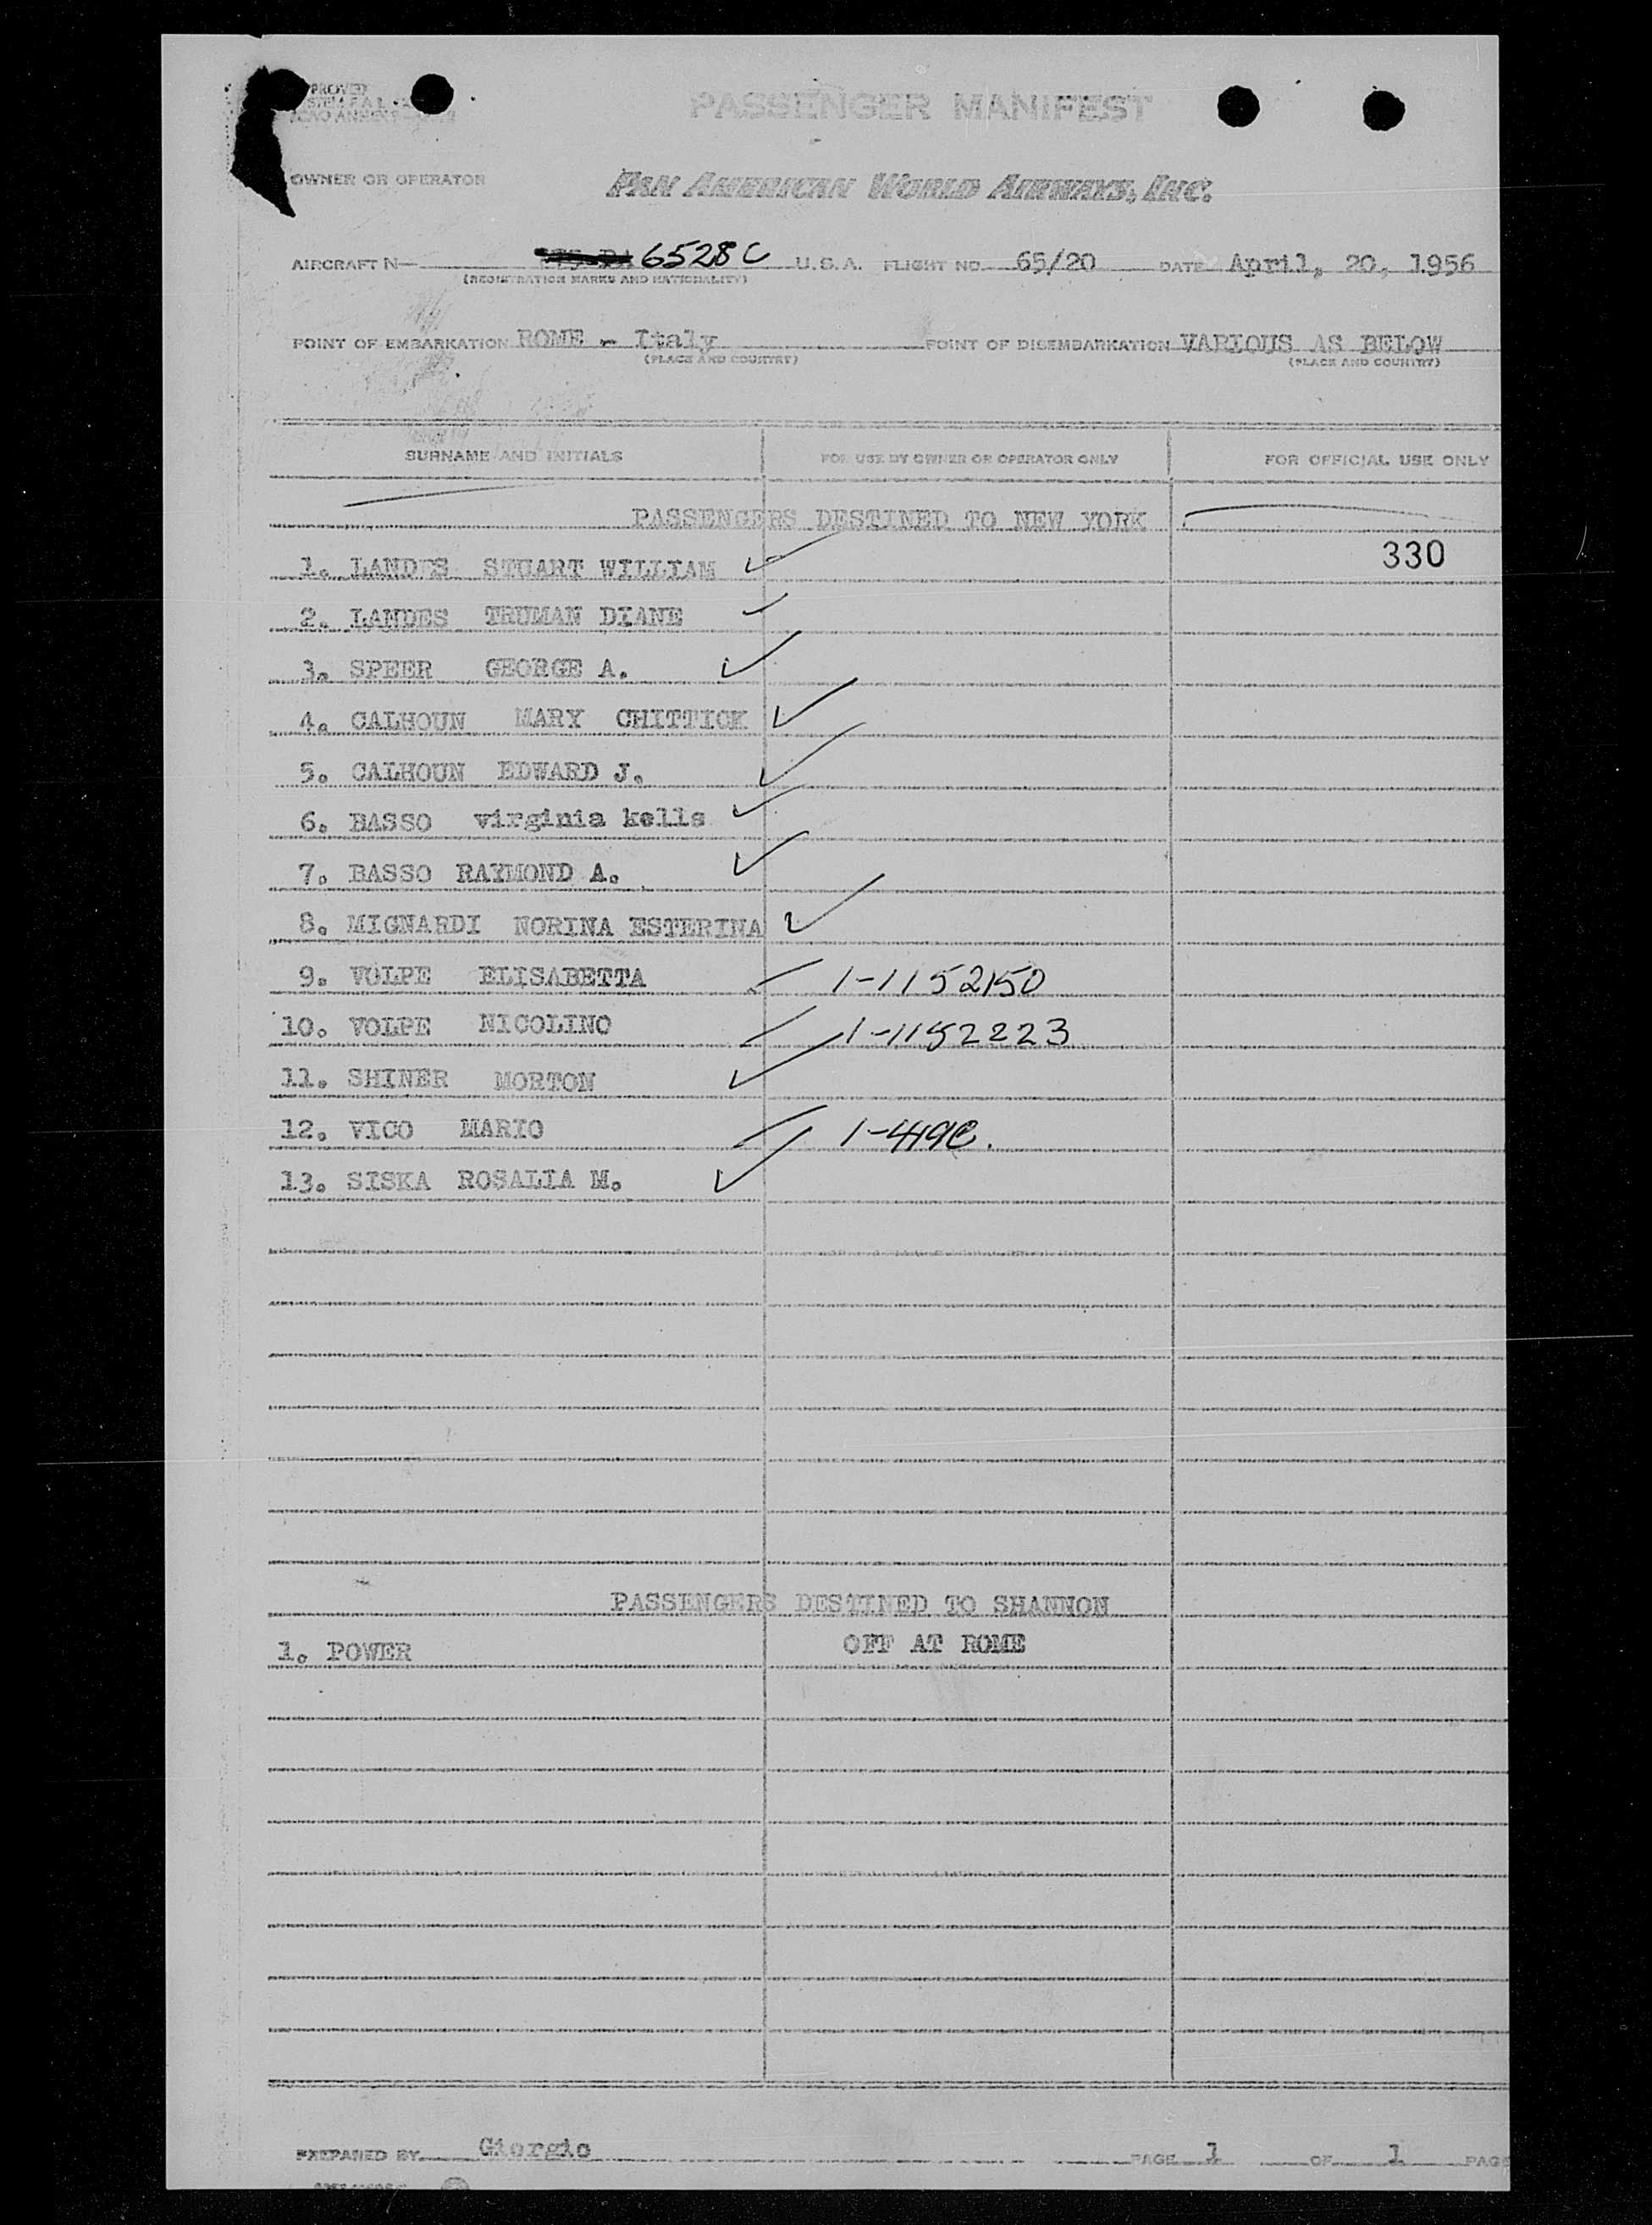 PASSENGER MANIFEST
OWNER OR OPERATOR PAN AMERICAN WORLD AIRWAYS, INC.
AIRCRAFT N 6528C U.S.A. FLIGHT NO. 65/20 DATE April, 20, 1956
(REGISTRATION MARKS AND NATIONALITY)
POINT OF EMBARKATION ROME - Italy POINT OF DISEMBARKATION VARIOUS AS BELOW
(PLACE AND COUNTRY) (PLACE AND COUNTRY)
SURNAME AND INITIALS FOR USE BY OWNER OR OPERATOR ONLY FOR OFFICIAL USE ONLY
PASSENGERS DESTINED TO NEW YORK
330
1. LANDES STUART WILLIAM
2. LANDES TRUMAN DIANE
3. SPEER GEORGE A.
4. CALHOUN MARY CHITTICK
5. CALHOUN EDWARD J.
6. BASSO virginia kells
7. BASSO RAYMOND A.
8. MIGNARDI NORINA ESTERINA
9. VOLPE ELISABETTA 1-1152150
10. VOLPE NICOLINO 1-1152223
11. SHINER MORTON
12. VICO MARIO
13. SISKA ROSALIA M.
PASSENGERS DESTINED TO SHANNON
1. POWER OFF AT ROME
PREPARED BY Giorgio PAGE 1 OF 1 PAG